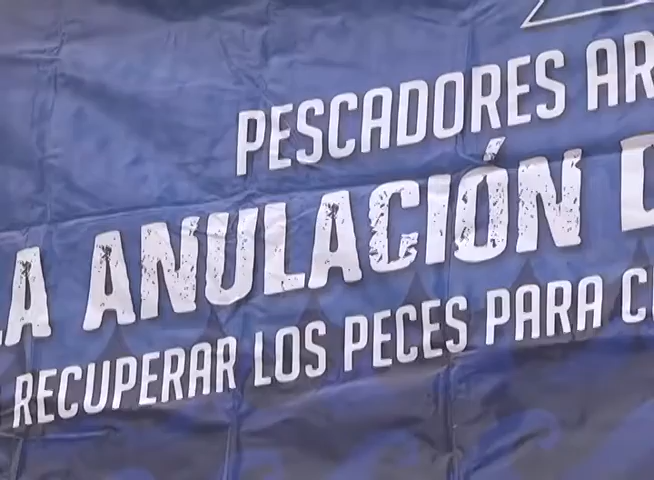 PESCADORES AR
LA ANULACIÓN D
RECUPERAR LOS PECES PARA C